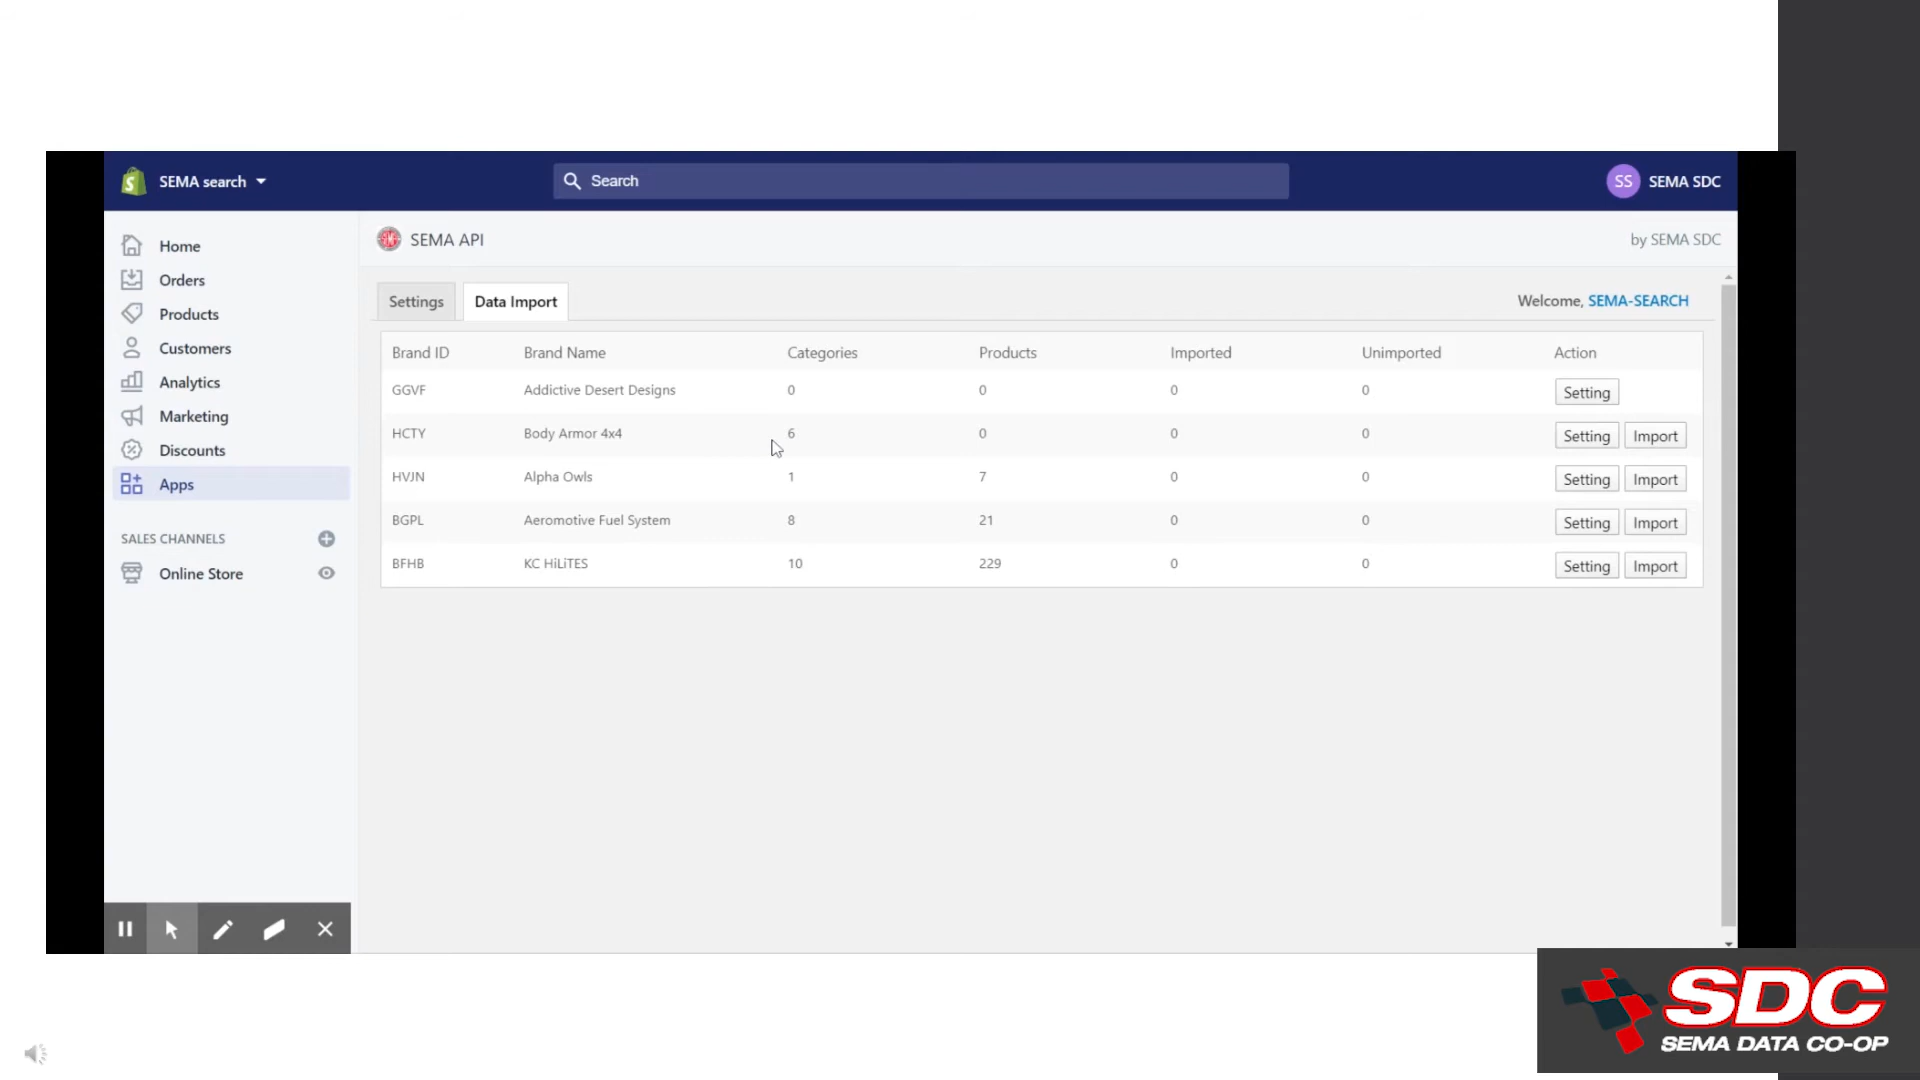 SEMA search
Search
SS SEMA SDC
Home
Orders
Products
Customers
Analytics
Marketing
Discounts
Apps
SALES CHANNELS
Online Store
SEMA API
by SEMA SDC
Settings Data Import
Welcome, SEMA-SEARCH
Brand ID Brand Name Categories Products Imported Unimported Action
GGVF Addictive Desert Designs 0 0 0 0 Setting
HCTY Body Armor 4x4 6 0 0 0 Setting Import
HVJN Alpha Owls 1 7 0 0 Setting Import
BGPL Aeromotive Fuel System 8 21 0 0 Setting Import
BFHB KC HiLiTES 10 229 0 0 Setting Import
SDC
SEMA DATA CO-OP